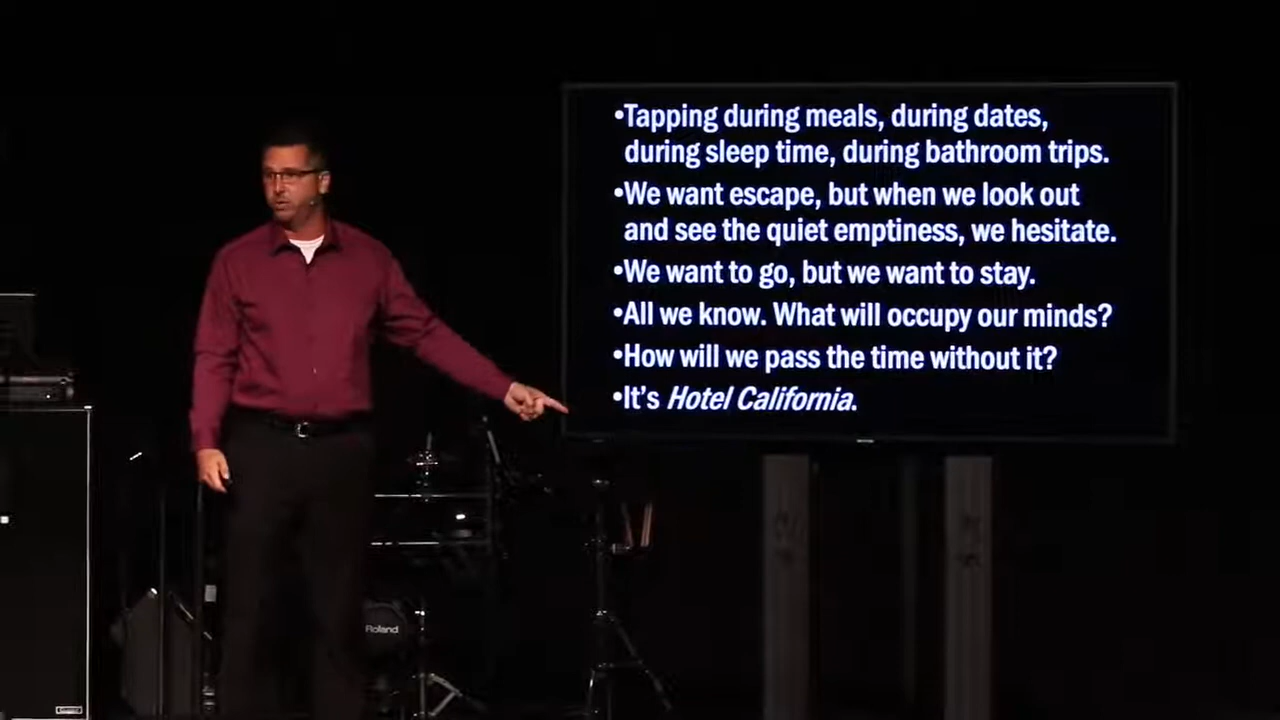 •Tapping during meals, during dates,
during sleep time, during bathroom trips.
•We want escape, but when we look out
and see the quiet emptiness, we hesitate.
•We want to go, but we want to stay.
•All we know. What will occupy our minds?
•How will we pass the time without it?
•It’s Hotel California.
Roland